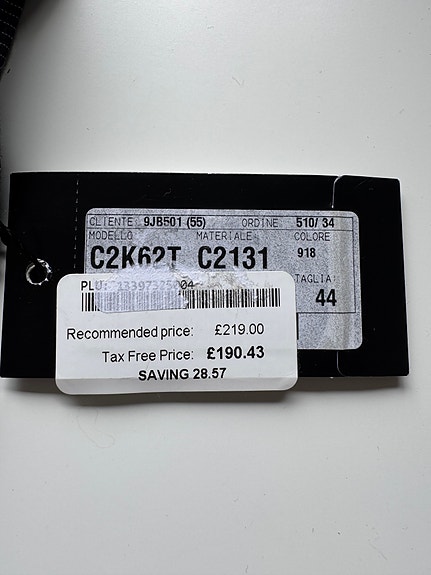 CLIENTE: 9JB501 (55) ORDINE: 510/ 34
MODELLO MATERIALE COLORE
C2K62T C2131 918
TAGLIA:
44
PLU:
Recommended price: £219.00
Tax Free Price: £190.43
SAVING 28.57